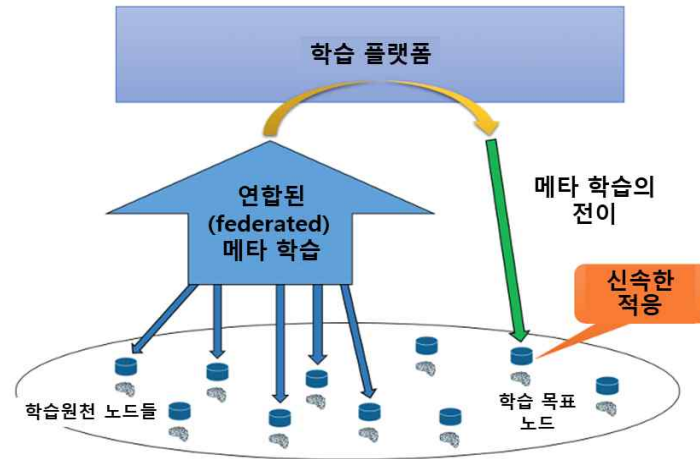 학습 플랫폼
연합된
(federated)
메타 학습
메타 학습의
전이
신속한
적응
학습원천 노드들
학습 목표
노드